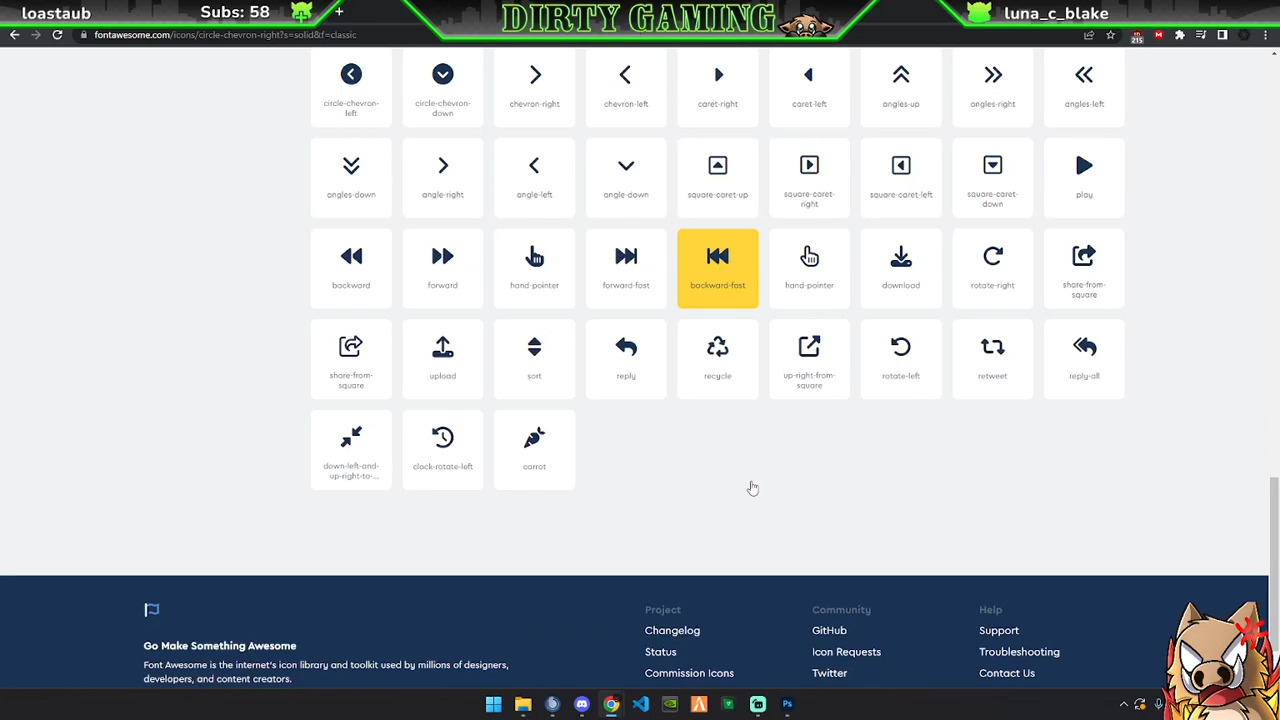 loastaub
Subs: 58
+
DIRTY GAMING
luna_c_blake
fontawesome.com/icons/circle-chevron-right?s=solid&f=classic
215
circle-chevron-
left
circle-chevron-
down
chevron-right
chevron-left
caret-right
caret-left
angles-up
angles-right
angles-left
angles-down
angle-right
angle-left
angle-down
square-caret-up
square-caret-
right
square-caret-left
square-caret-
down
play
backward
forward
hand-pointer
forward-fast
backward-fast
hand-pointer
download
rotate-right
share-from-
square
share-from-
square
upload
sort
reply
recycle
up-right-from-
square
rotate-left
retweet
reply-all
down-left-and-
up-right-to-...
clock-rotate-left
carrot
Project
Community
Help
Go Make Something Awesome
Changelog
GitHub
Support
Font Awesome is the internet's icon library and toolkit used by millions of designers,
developers, and content creators.
Status
Icon Requests
Troubleshooting
Commission Icons
Twitter
Contact Us
Ps